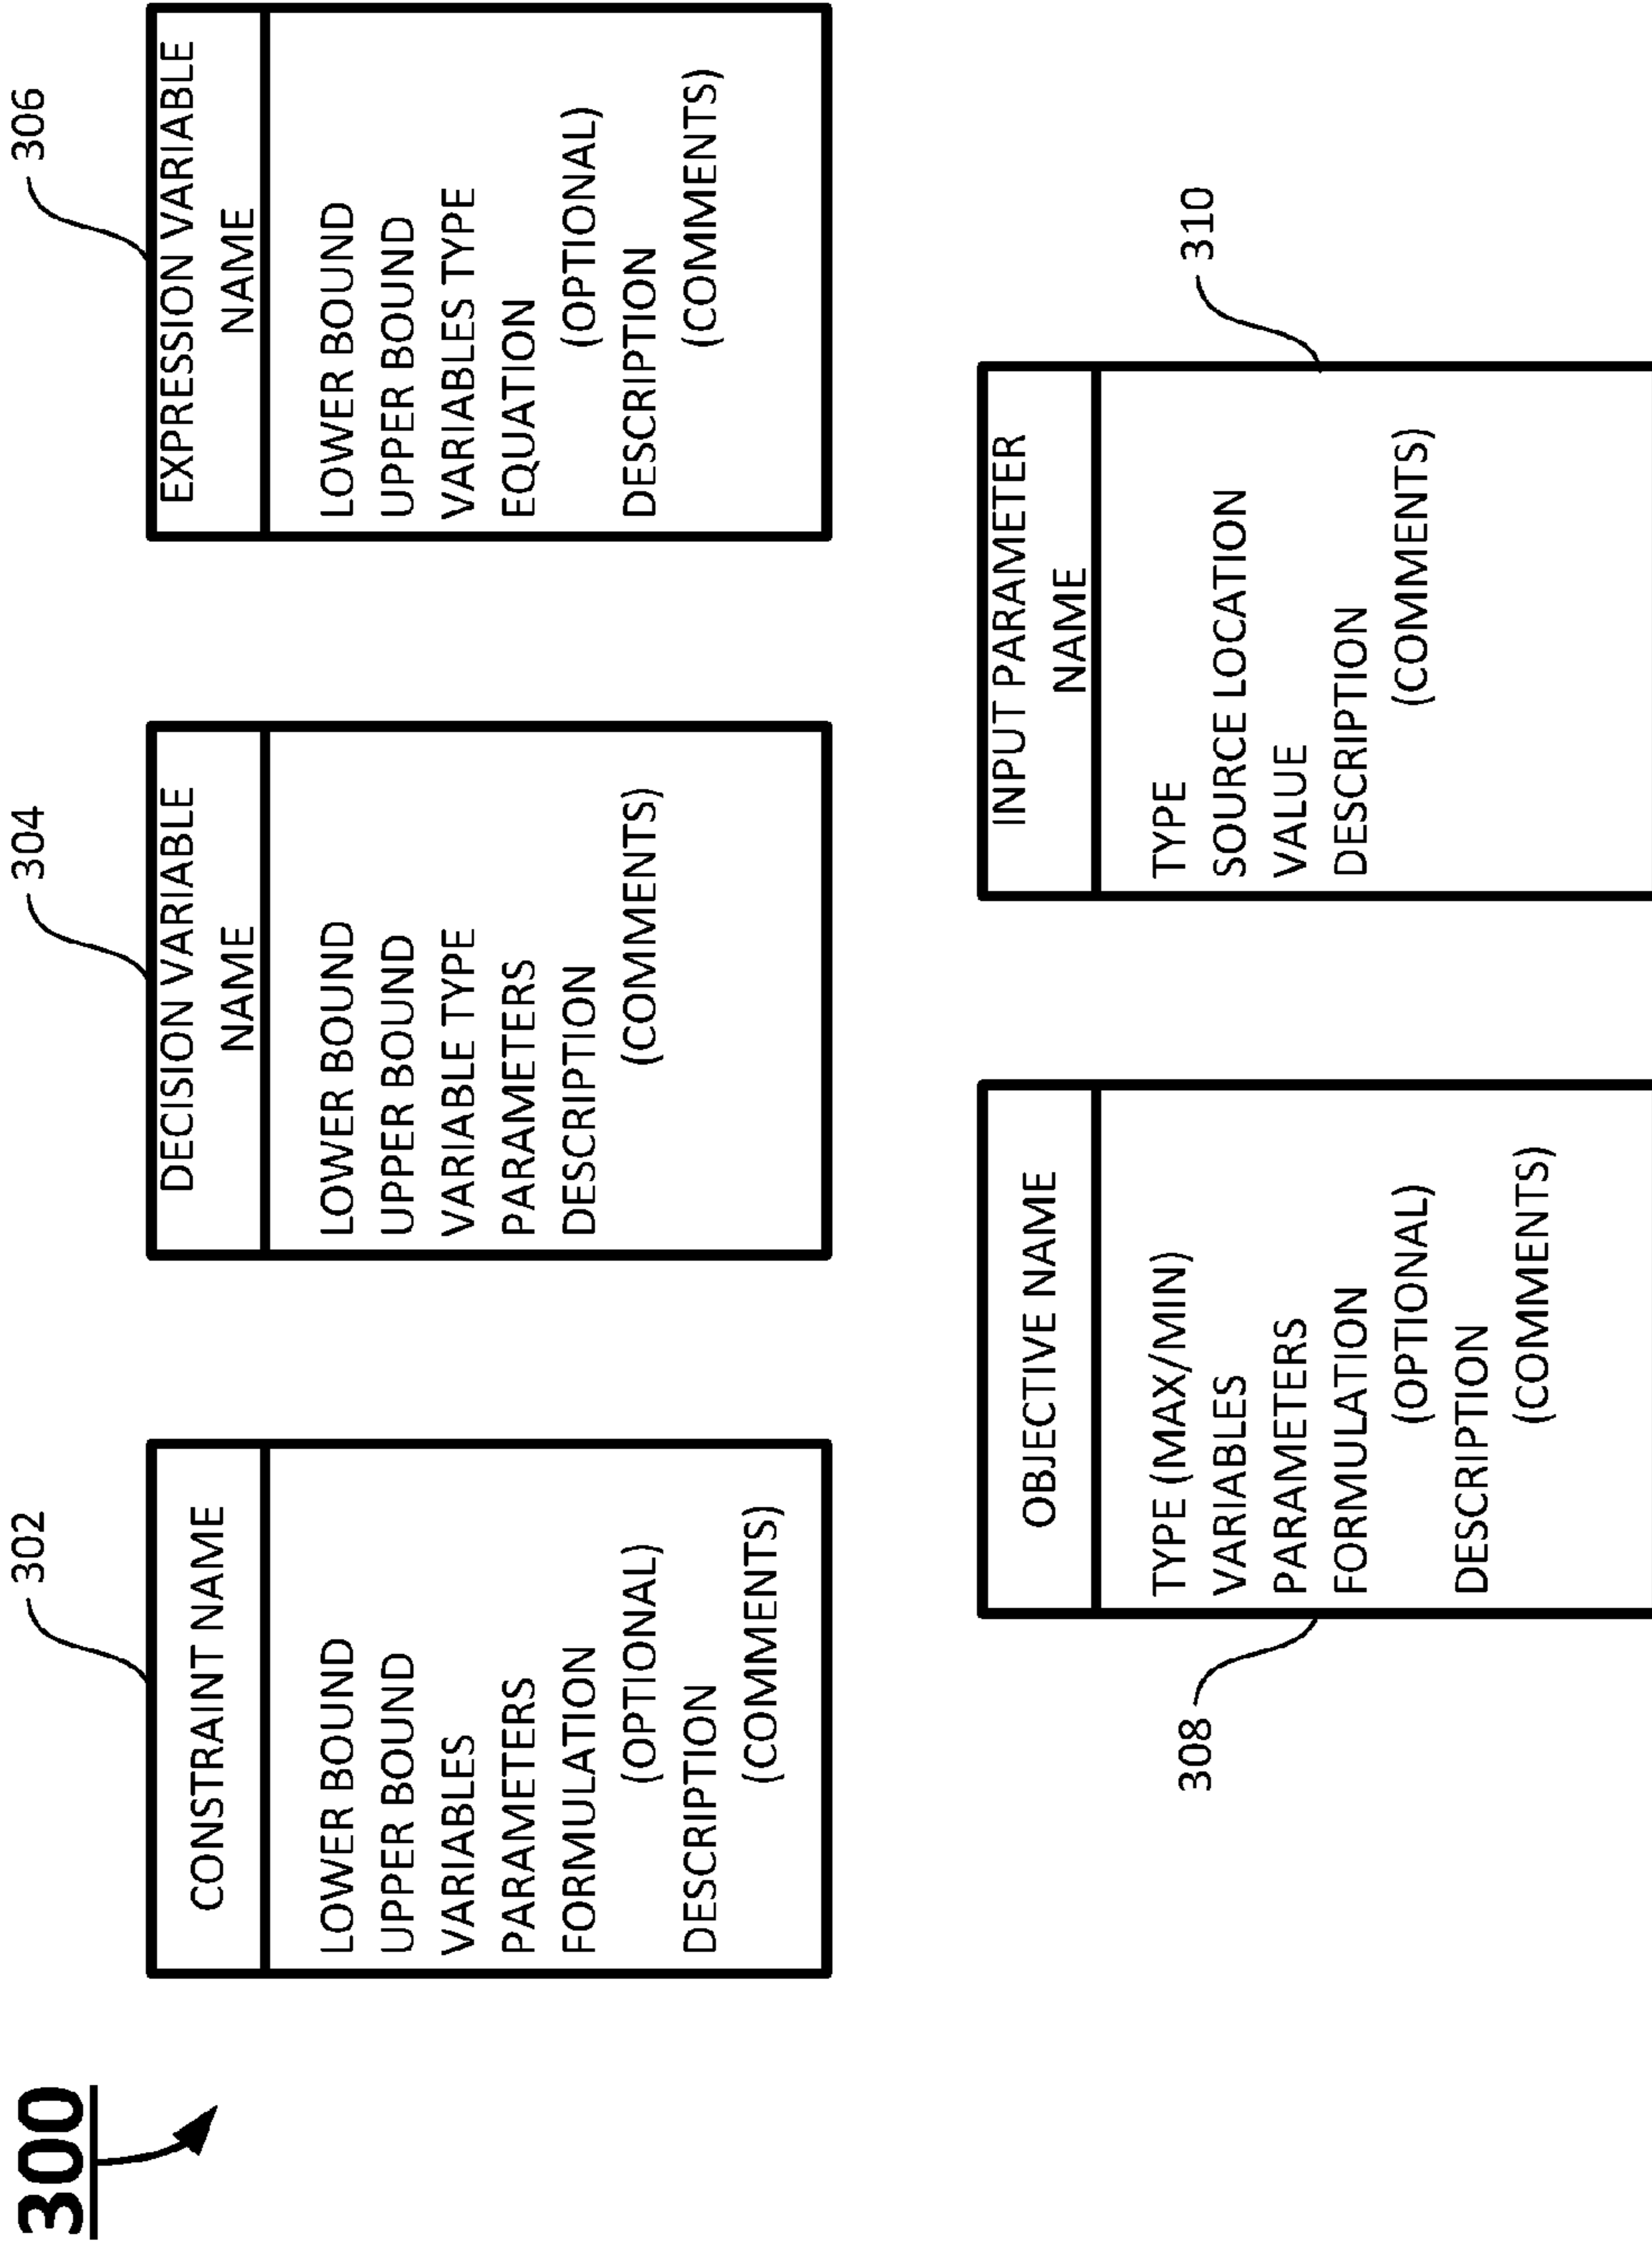 300
302
CONSTRAINT NAME
LOWER BOUND
UPPER BOUND
VARIABLES
PARAMETERS
FORMULATION
(OPTIONAL)
DESCRIPTION
(COMMENTS)
304
DECISION VARIABLE
NAME
LOWER BOUND
UPPER BOUND
VARIABLE TYPE
PARAMETERS
DESCRIPTION
(COMMENTS)
306
EXPRESSION VARIABLE
NAME
LOWER BOUND
UPPER BOUND
VARIABLES TYPE
EQUATION
(OPTIONAL)
DESCRIPTION
(COMMENTS)
308
OBJECTIVE NAME
TYPE (MAX/MIN)
VARIABLES
PARAMETERS
FORMULATION
(OPTIONAL)
DESCRIPTION
(COMMENTS)
310
INPUT PARAMETER
NAME
TYPE
SOURCE LOCATION
VALUE
DESCRIPTION
(COMMENTS)